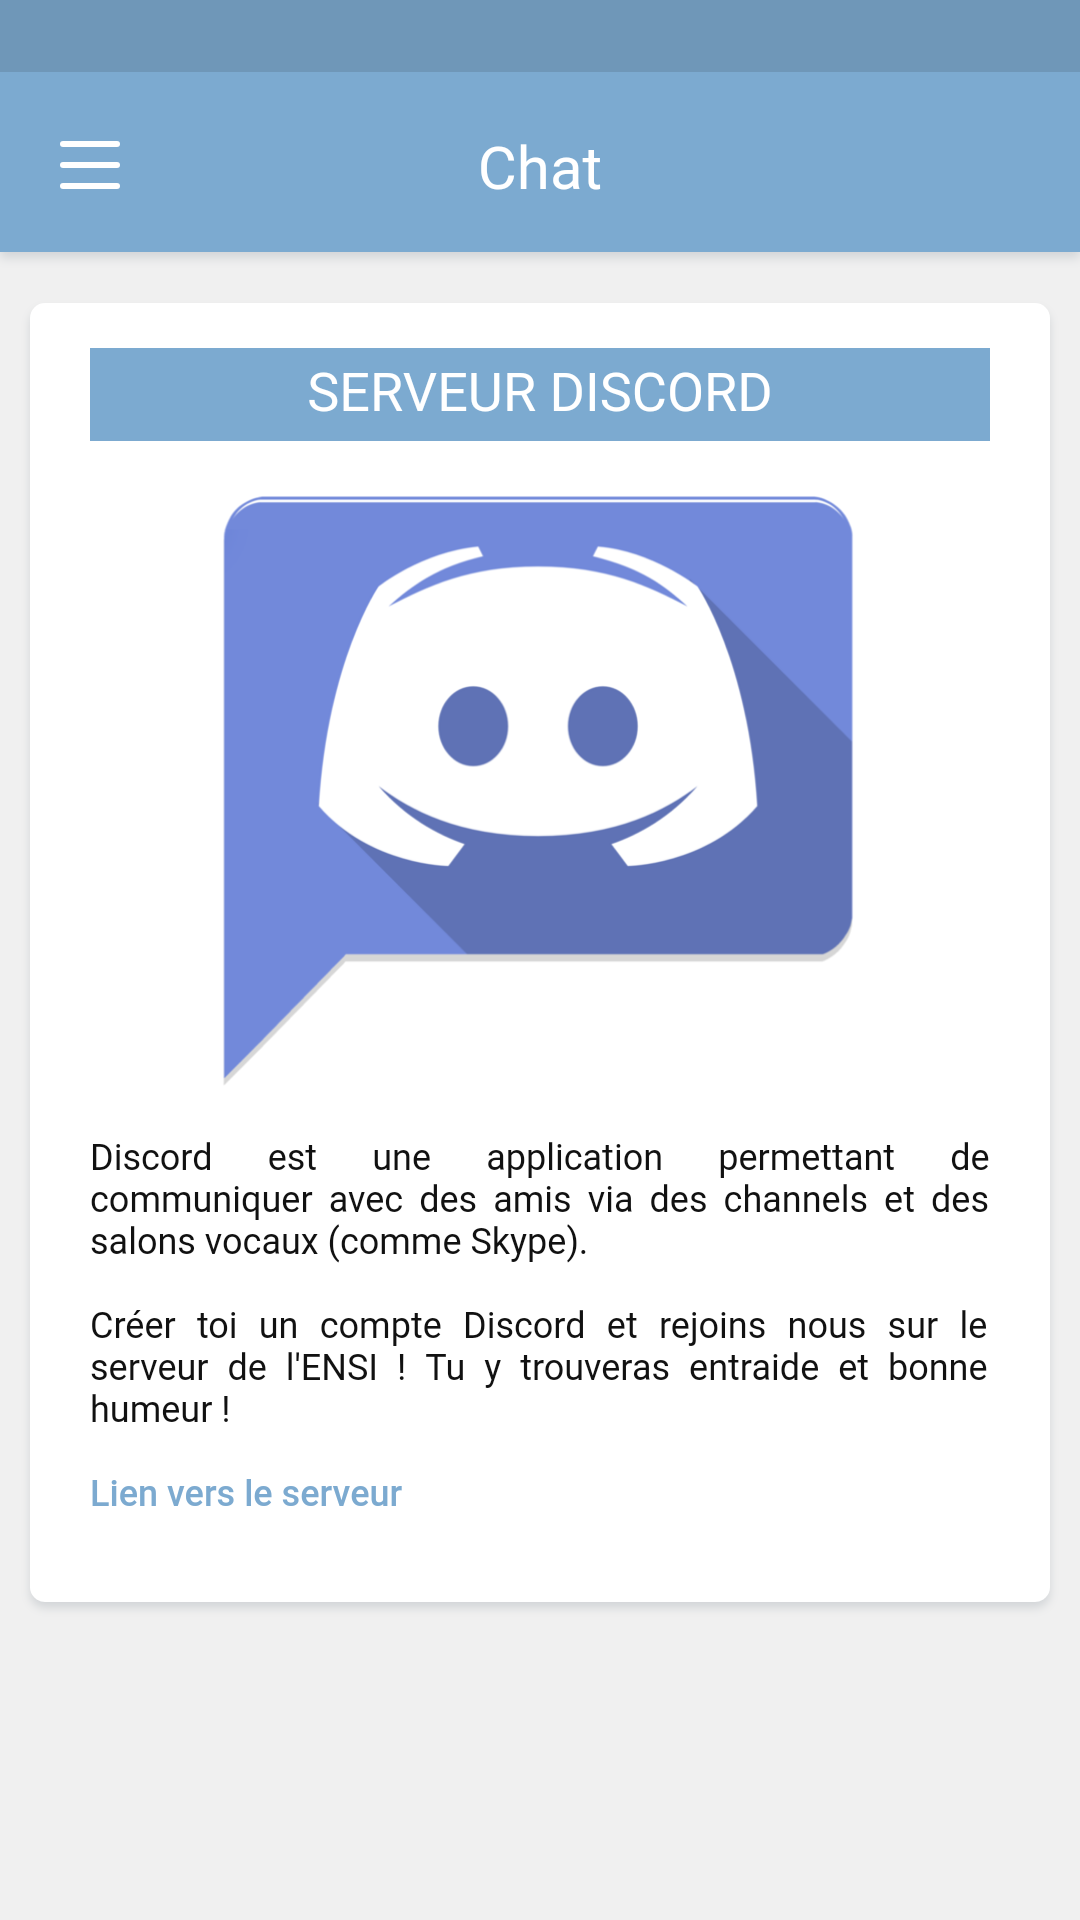 Chat
SERVEUR DISCORD
Discord est une application permettant de
communiquer avec des amis via des channels et des
salons vocaux (comme Skype).
Créer toi un compte Discord et rejoins nous sur le
serveur de l'ENSI ! Tu y trouveras entraide et bonne
humeur !
Lien vers le serveur